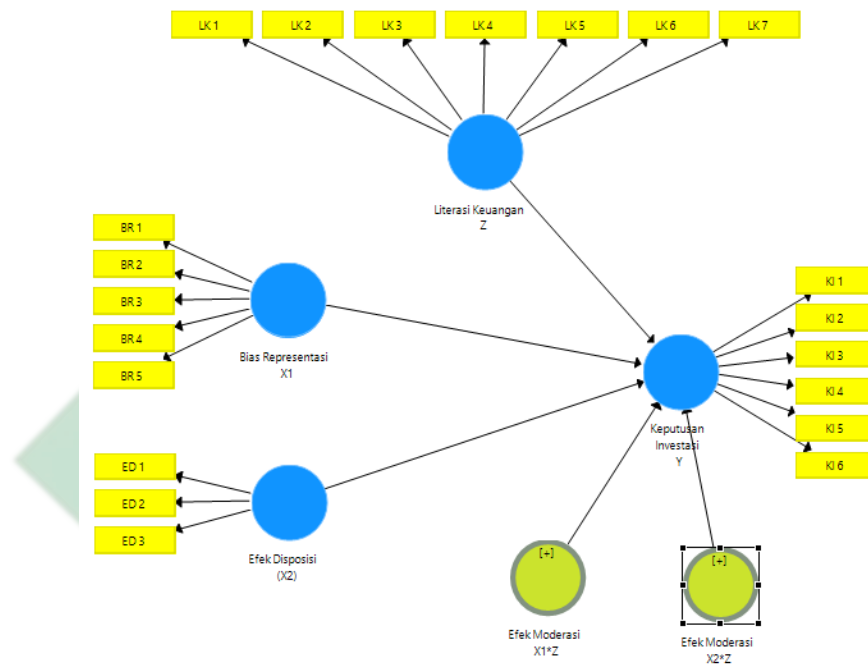 LK 1
LK 2
LK 3
LK 4
LK 5
LK 6
LK 7
Literasi Keuangan
Z
BR 1
BR 2
BR 3
BR 4
BR 5
Bias Representasi
X1
KI 1
KI 2
KI 3
KI 4
KI 5
KI 6
Keputusan
Investasi
Y
ED 1
ED 2
ED 3
Efek Disposisi
(X2)
[+]
Efek Moderasi
X1*Z
[+]
Efek Moderasi
X2*Z